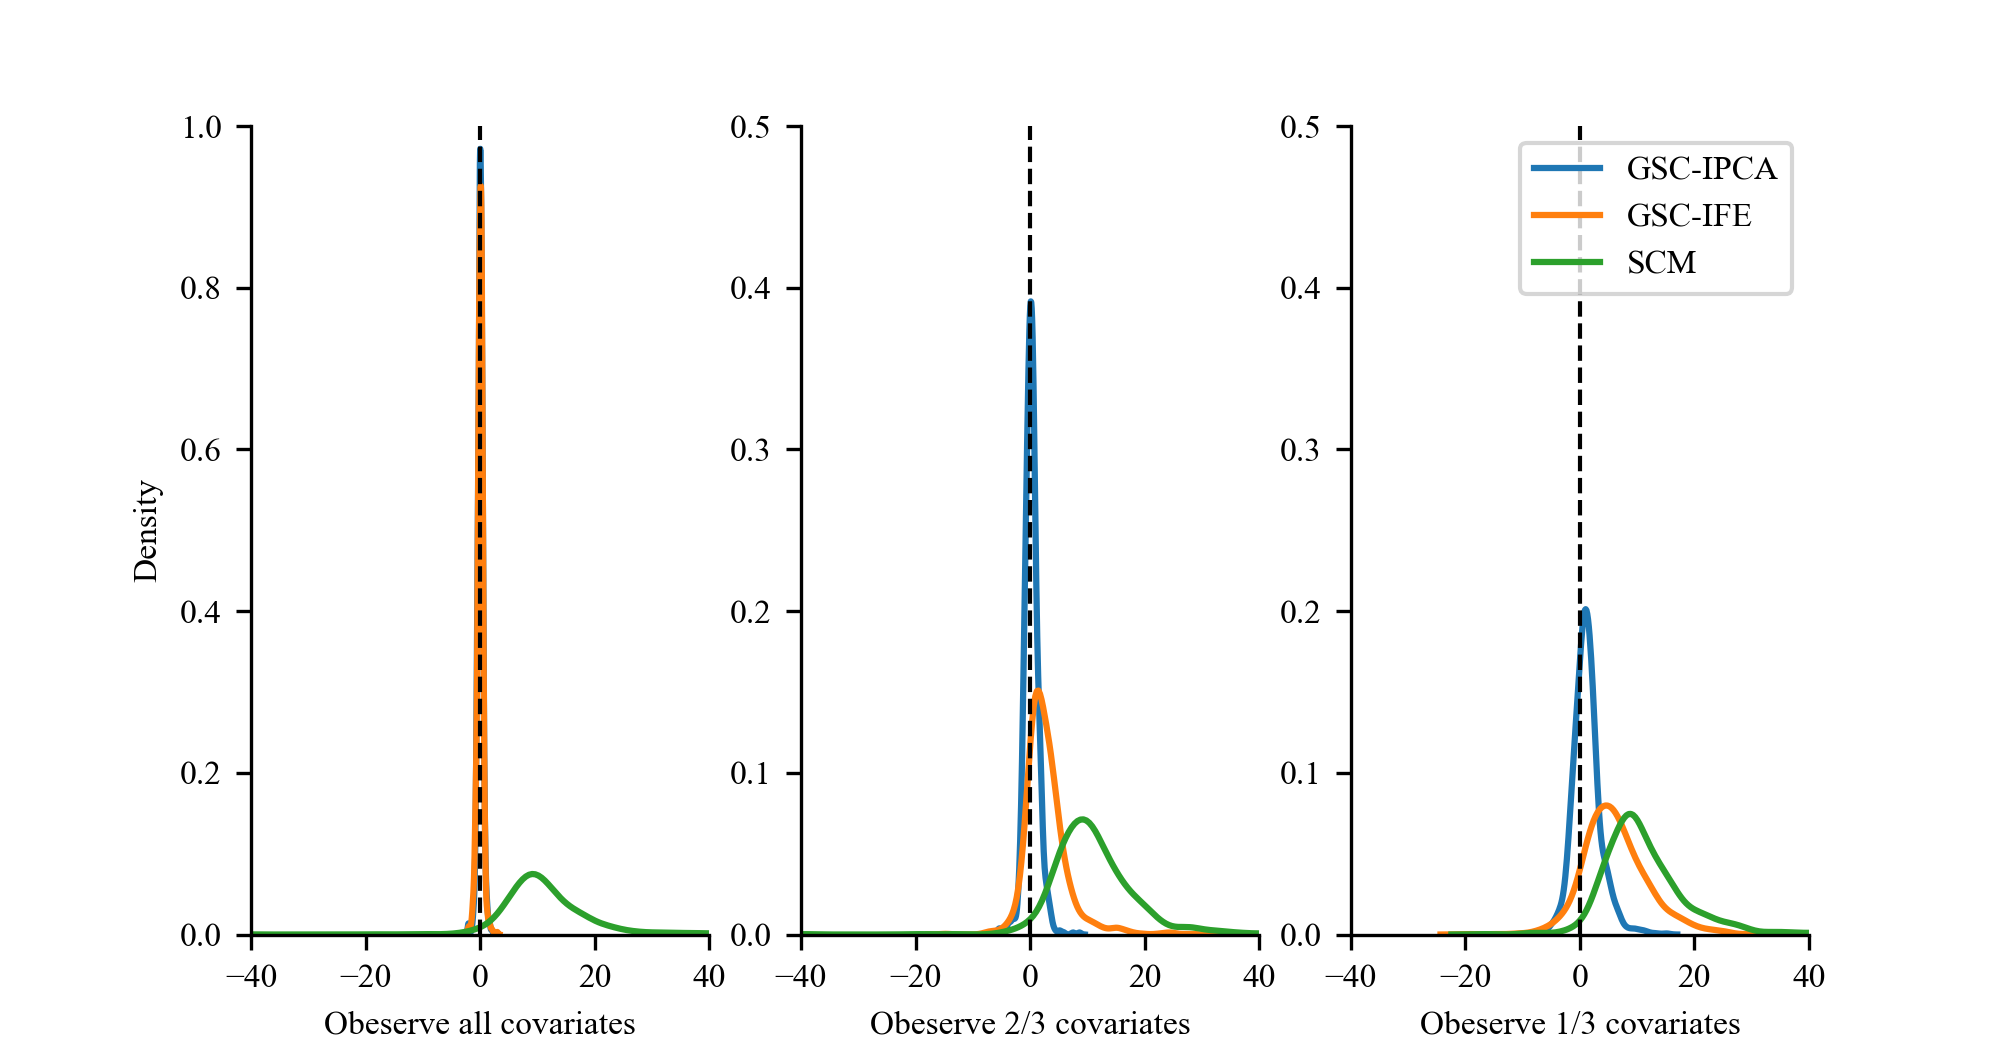 1.0
0.8
0.6
0.4
0.2
0.0
Density
−40 −20 0 20 40
Obeserve all covariates
0.5
0.4
0.3
0.2
0.1
0.0
−40 −20 0 20 40
Obeserve 2/3 covariates
0.5
0.4
0.3
0.2
0.1
0.0
−40 −20 0 20 40
Obeserve 1/3 covariates
GSC-IPCA
GSC-IFE
SCM